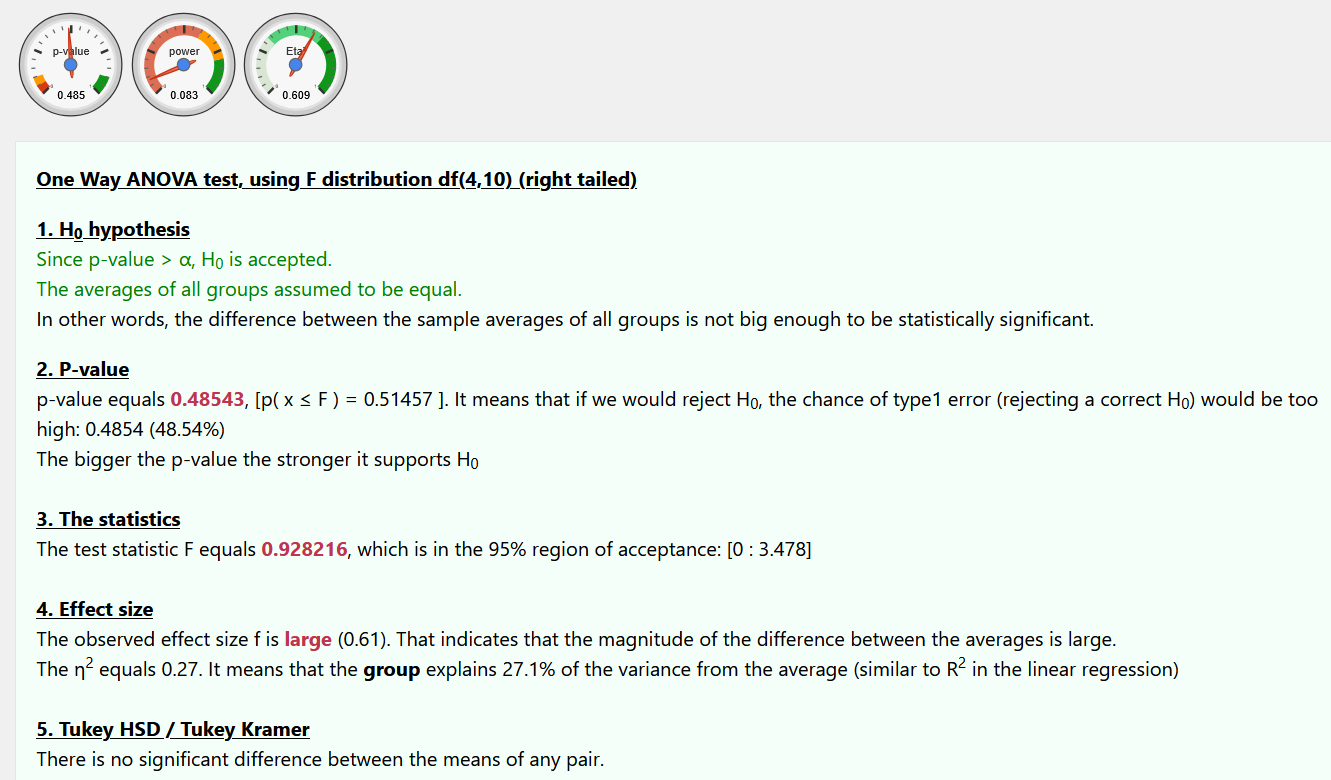 p-value power Eta²
0.485 0.083 0.609
One Way ANOVA test, using F distribution df(4,10) (right tailed)
1. H₀ hypothesis
Since p-value > α, H₀ is accepted.
The averages of all groups assumed to be equal.
In other words, the difference between the sample averages of all groups is not big enough to be statistically significant.
2. P-value
p-value equals 0.48543, [p( x ≤ F ) = 0.51457 ]. It means that if we would reject H₀, the chance of type1 error (rejecting a correct H₀) would be too
high: 0.4854 (48.54%)
The bigger the p-value the stronger it supports H₀
3. The statistics
The test statistic F equals 0.928216, which is in the 95% region of acceptance: [0 : 3.478]
4. Effect size
The observed effect size f is large (0.61). That indicates that the magnitude of the difference between the averages is large.
The η² equals 0.27. It means that the group explains 27.1% of the variance from the average (similar to R² in the linear regression)
5. Tukey HSD / Tukey Kramer
There is no significant difference between the means of any pair.